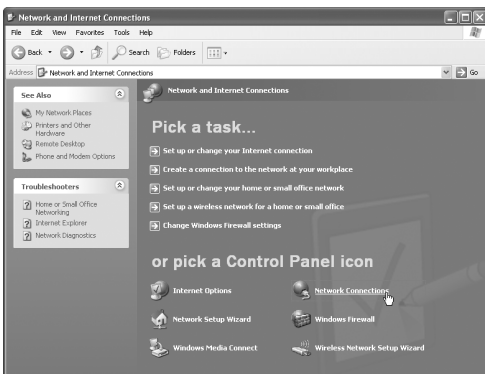 Network and Internet Connections
File Edit View Favorites Tools Help
Back Search Folders
Address Network and Internet Connections Go
See Also
My Network Places
Printers and Other
Hardware
Remote Desktop
Phone and Modem Options
Troubleshooters
Home or Small Office
Networking
Internet Explorer
Network Diagnostics
Network and Internet Connections
Pick a task...
Set up or change your Internet connection
Create a connection to the network at your workplace
Set up or change your home or small office network
Set up a wireless network for a home or small office
Change Windows Firewall settings
or pick a Control Panel icon
Internet Options Network Connections
Network Setup Wizard Windows Firewall
Windows Media Connect Wireless Network Setup Wizard